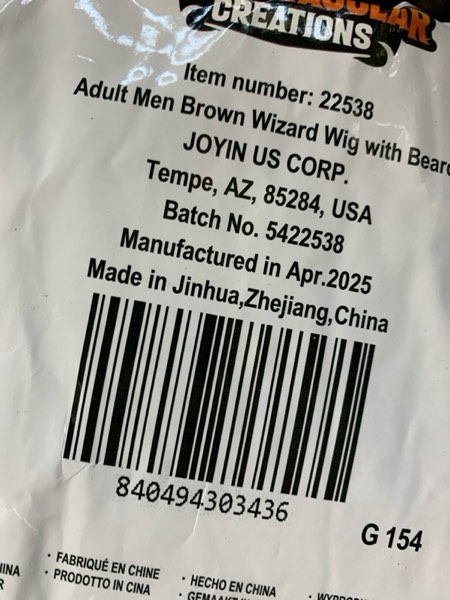 CREATIONS
Item number: 22538
Adult Men Brown Wizard Wig with Beard
JOYIN US CORP.
Tempe, AZ, 85284, USA
Batch No. 5422538
Manufactured in Apr.2025
Made in Jinhua,Zhejiang,China
840494303436
G 154
· FABRIQUÉ EN CHINE
· PRODOTTO IN CINA
· HECHO EN CHINA